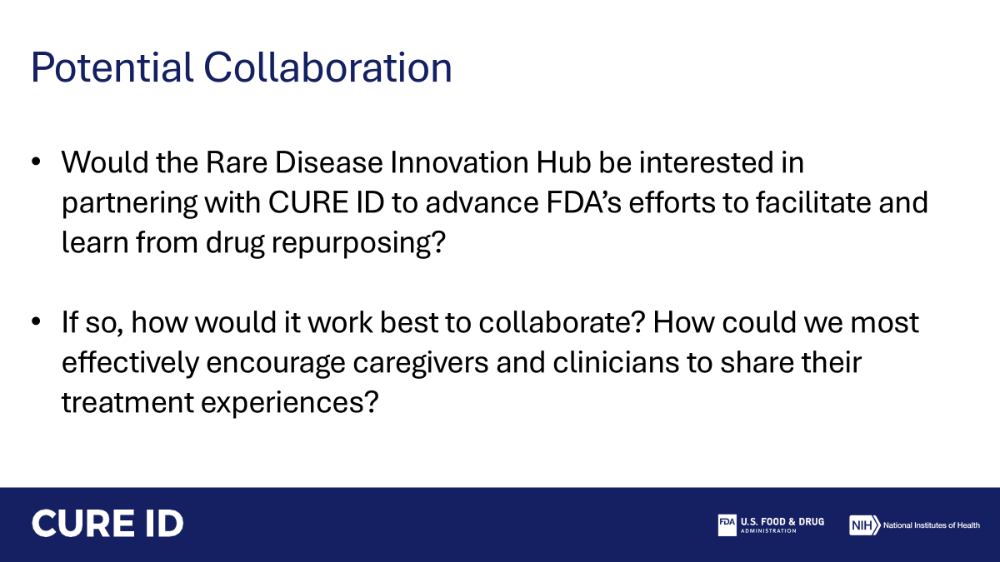 Potential Collaboration
• Would the Rare Disease Innovation Hub be interested in
partnering with CURE ID to advance FDA’s efforts to facilitate and
learn from drug repurposing?
• If so, how would it work best to collaborate? How could we most
effectively encourage caregivers and clinicians to share their
treatment experiences?
CURE ID
FDA U.S. FOOD & DRUG
ADMINISTRATION
NIH National Institutes of Health